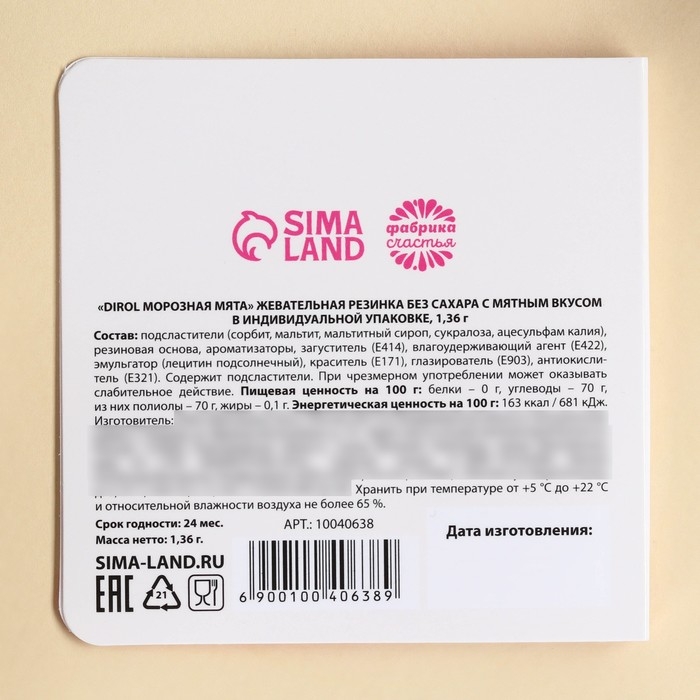 SIMA
LAND
фабрика
счастья
«DIROL МОРОЗНАЯ МЯТА» ЖЕВАТЕЛЬНАЯ РЕЗИНКА БЕЗ САХАРА С МЯТНЫМ ВКУСОМ
В ИНДИВИДУАЛЬНОЙ УПАКОВКЕ, 1,36 г
Состав: подсластители (сорбит, мальтит, мальтитный сироп, сукралоза, ацесульфам калия),
резиновая основа, ароматизаторы, загуститель (Е414), влагоудерживающий агент (Е422),
эмульгатор (лецитин подсолнечный), краситель (Е171), глазирователь (Е903), антиокисли-
тель (Е321). Содержит подсластители. При чрезмерном употреблении может оказывать
слабительное действие. Пищевая ценность на 100 г: белки – 0 г, углеводы – 70 г,
из них полиолы – 70 г, жиры – 0,1 г. Энергетическая ценность на 100 г: 163 ккал / 681 кДж.
Изготовитель:
Хранить при температуре от +5 °С до +22 °С
и относительной влажности воздуха не более 65 %.
Срок годности: 24 мес.
Масса нетто: 1,36 г.
АРТ.: 10040638
Дата изготовления:
SIMA-LAND.RU
EAC
21
6 900100 406389